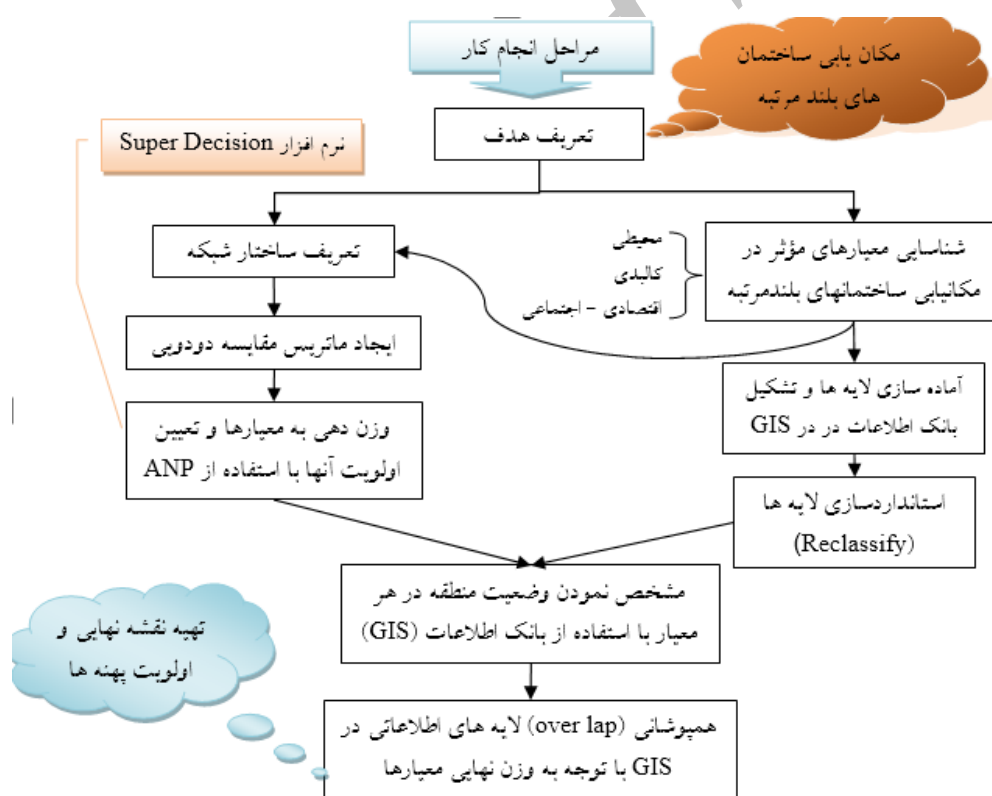 مراحل انجام کار
مکان یابی ساختمان
های بلند مرتبه
تعریف هدف
نرم افزار Super Decision
شناسایی معیارهای مؤثر در
مکانیابی ساختمانهای بلندمرتبه
محیطی
کالبدی
اقتصادی - اجتماعی
تعریف ساختار شبکه
ایجاد ماتریس مقایسه دودویی
وزن دهی به معیارها و تعیین
اولویت آنها با استفاده از ANP
آماده سازی لایه ها و تشکیل
بانک اطلاعات در در GIS
استانداردسازی لایه ها
(Reclassify)
مشخص نمودن وضعیت منطقه در هر
معیار با استفاده از بانک اطلاعات (GIS)
همپوشانی (over lap) لایه های اطلاعاتی در
GIS با توجه به وزن نهایی معیارها
تهیه نقشه نهایی و
اولویت پهنه ها